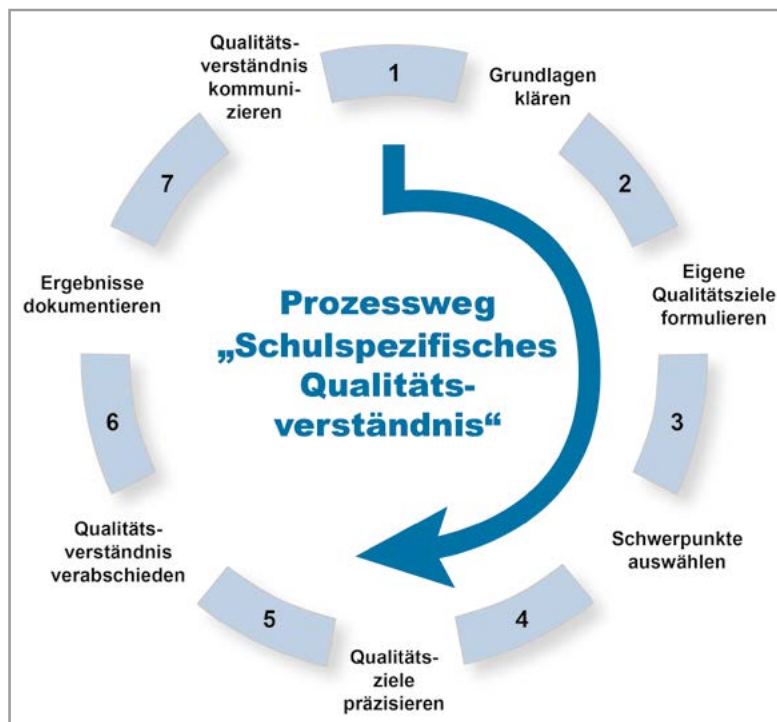 1
Grundlagen
klären
2
Eigene
Qualitätsziele
formulieren
3
Schwerpunkte
auswählen
4
Qualitäts-
ziele
präzisieren
5
Qualitäts-
verständnis
verabschieden
6
Ergebnisse
dokumentieren
7
Qualitäts-
verständnis
kommuni-
zieren
Prozessweg
„Schulspezifisches
Qualitäts-
verständnis“